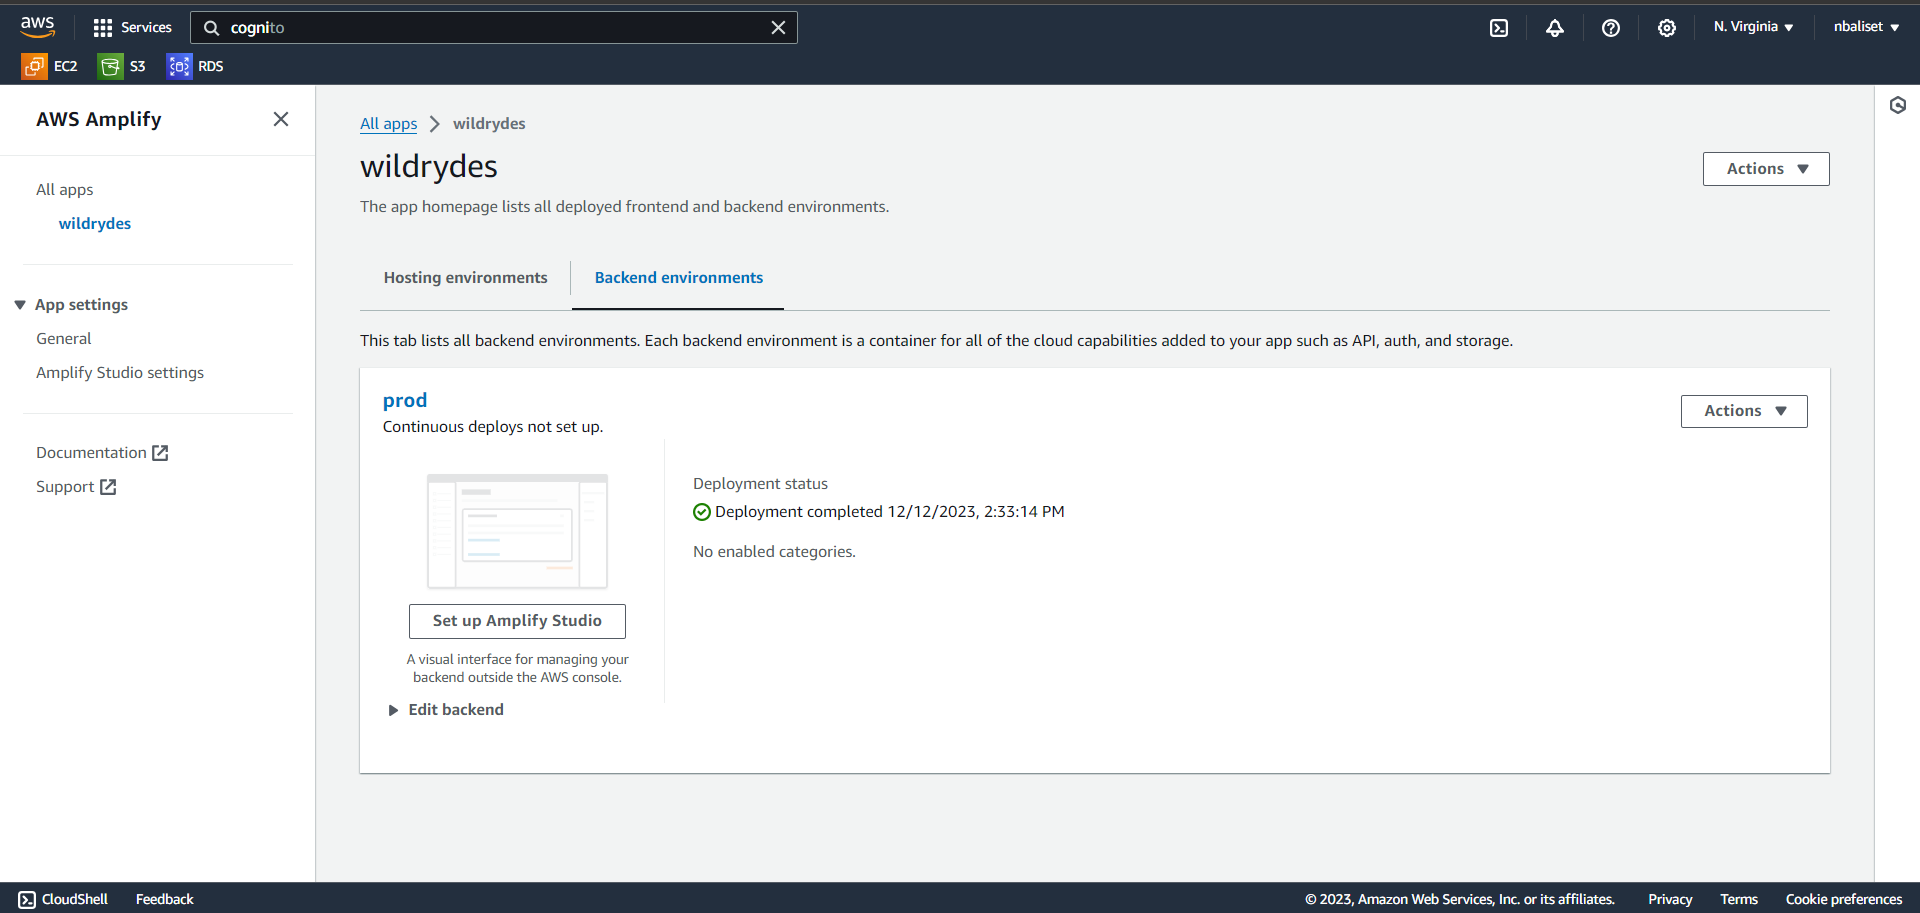 aws
Services
cognito
N. Virginia
nbaliset
EC2
S3
RDS
AWS Amplify
All apps
wildrydes
App settings
General
Amplify Studio settings
Documentation
Support
All apps
wildrydes
wildrydes
Actions
The app homepage lists all deployed frontend and backend environments.
Hosting environments
Backend environments
This tab lists all backend environments. Each backend environment is a container for all of the cloud capabilities added to your app such as API, auth, and storage.
prod
Actions
Continuous deploys not set up.
Deployment status
Deployment completed 12/12/2023, 2:33:14 PM
No enabled categories.
Set up Amplify Studio
A visual interface for managing your
backend outside the AWS console.
Edit backend
CloudShell
Feedback
© 2023, Amazon Web Services, Inc. or its affiliates.
Privacy
Terms
Cookie preferences